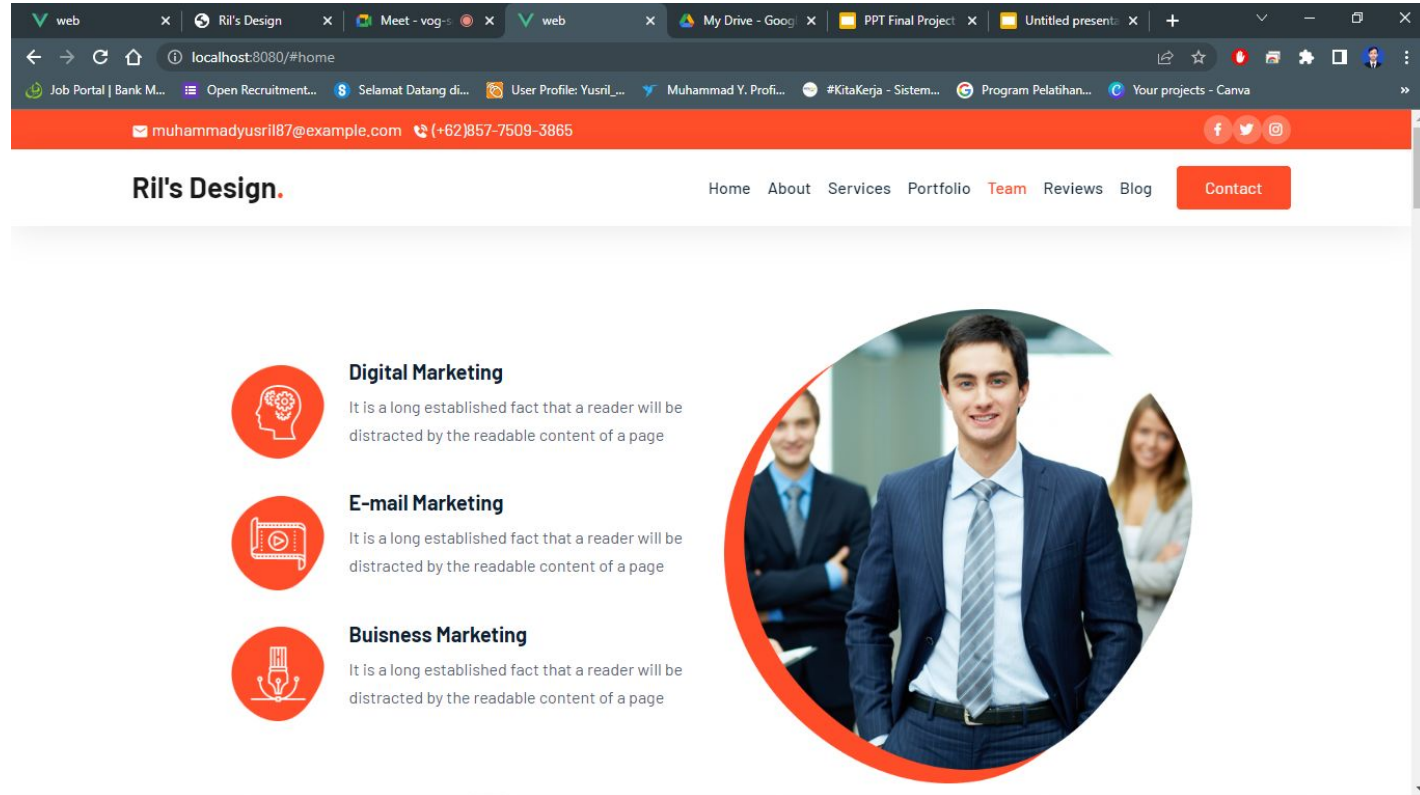 web
Ril's Design
Meet - vog-s
web
My Drive - Goog
PPT Final Project
Untitled presenta
localhost:8080/#home
Job Portal | Bank M...
Open Recruitment...
Selamat Datang di...
User Profile: Yusril_...
Muhammad Y. Profi...
#KitaKerja - Sistem...
Program Pelatihan...
Your projects - Canva
»
muhammadyusril87@example.com (+62)857-7509-3865
Ril's Design.
Home About Services Portfolio Team Reviews Blog Contact
Digital Marketing
It is a long established fact that a reader will be
distracted by the readable content of a page
E-mail Marketing
It is a long established fact that a reader will be
distracted by the readable content of a page
Buisness Marketing
It is a long established fact that a reader will be
distracted by the readable content of a page